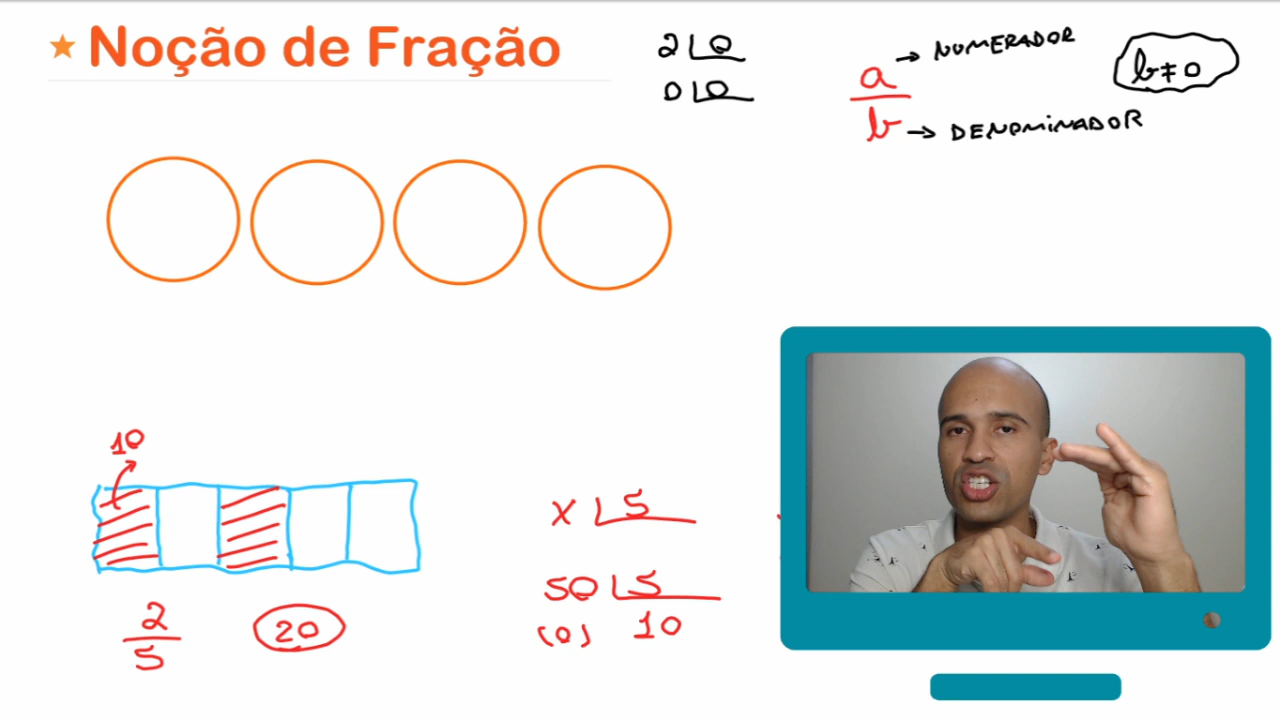 Noção de Fração
2 0
0 0
a → NUMERADOR
b → DENOMINADOR
b ≠ 0
10
2
5
20
x 5
50 5
(0) 10